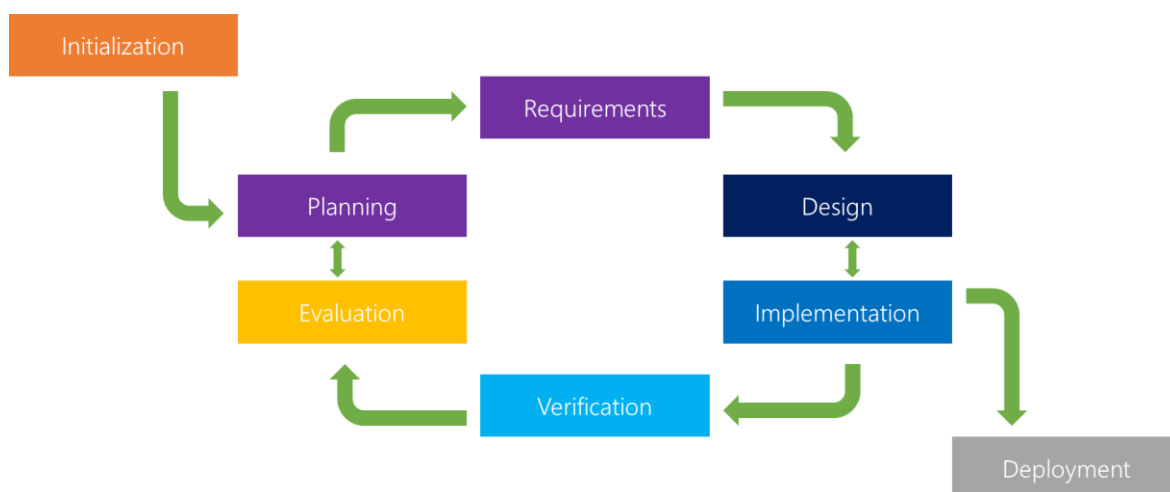 Initialization
Requirements
Planning
Design
Evaluation
Implementation
Verification
Deployment